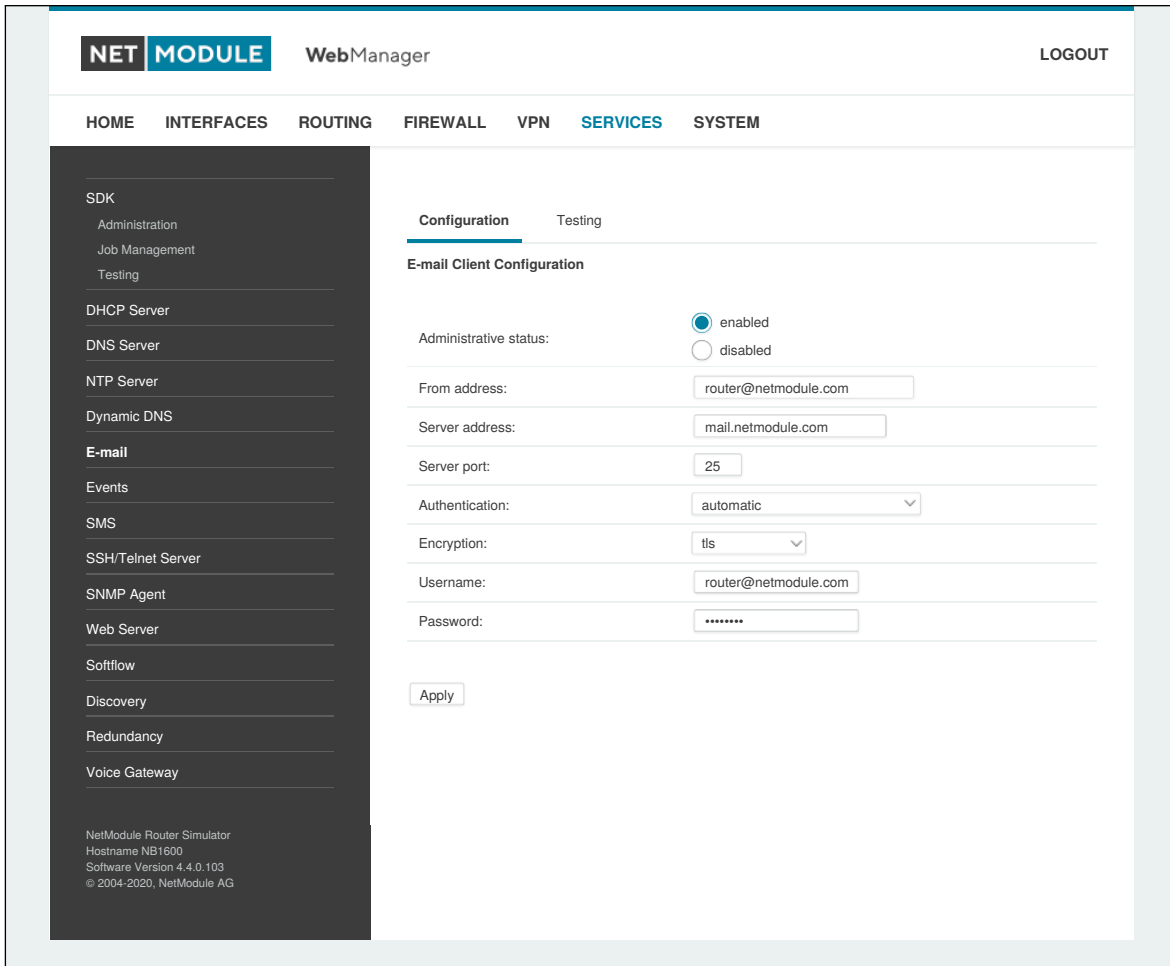 NET MODULE WebManager LOGOUT
HOME INTERFACES ROUTING FIREWALL VPN SERVICES SYSTEM
SDK
Administration
Job Management
Testing
DHCP Server
DNS Server
NTP Server
Dynamic DNS
E-mail
Events
SMS
SSH/Telnet Server
SNMP Agent
Web Server
Softflow
Discovery
Redundancy
Voice Gateway
NetModule Router Simulator
Hostname NB1600
Software Version 4.4.0.103
© 2004-2020, NetModule AG
Configuration Testing
E-mail Client Configuration
Administrative status: enabled
disabled
From address: router@netmodule.com
Server address: mail.netmodule.com
Server port: 25
Authentication: automatic
Encryption: tls
Username: router@netmodule.com
Password: ••••••••
Apply